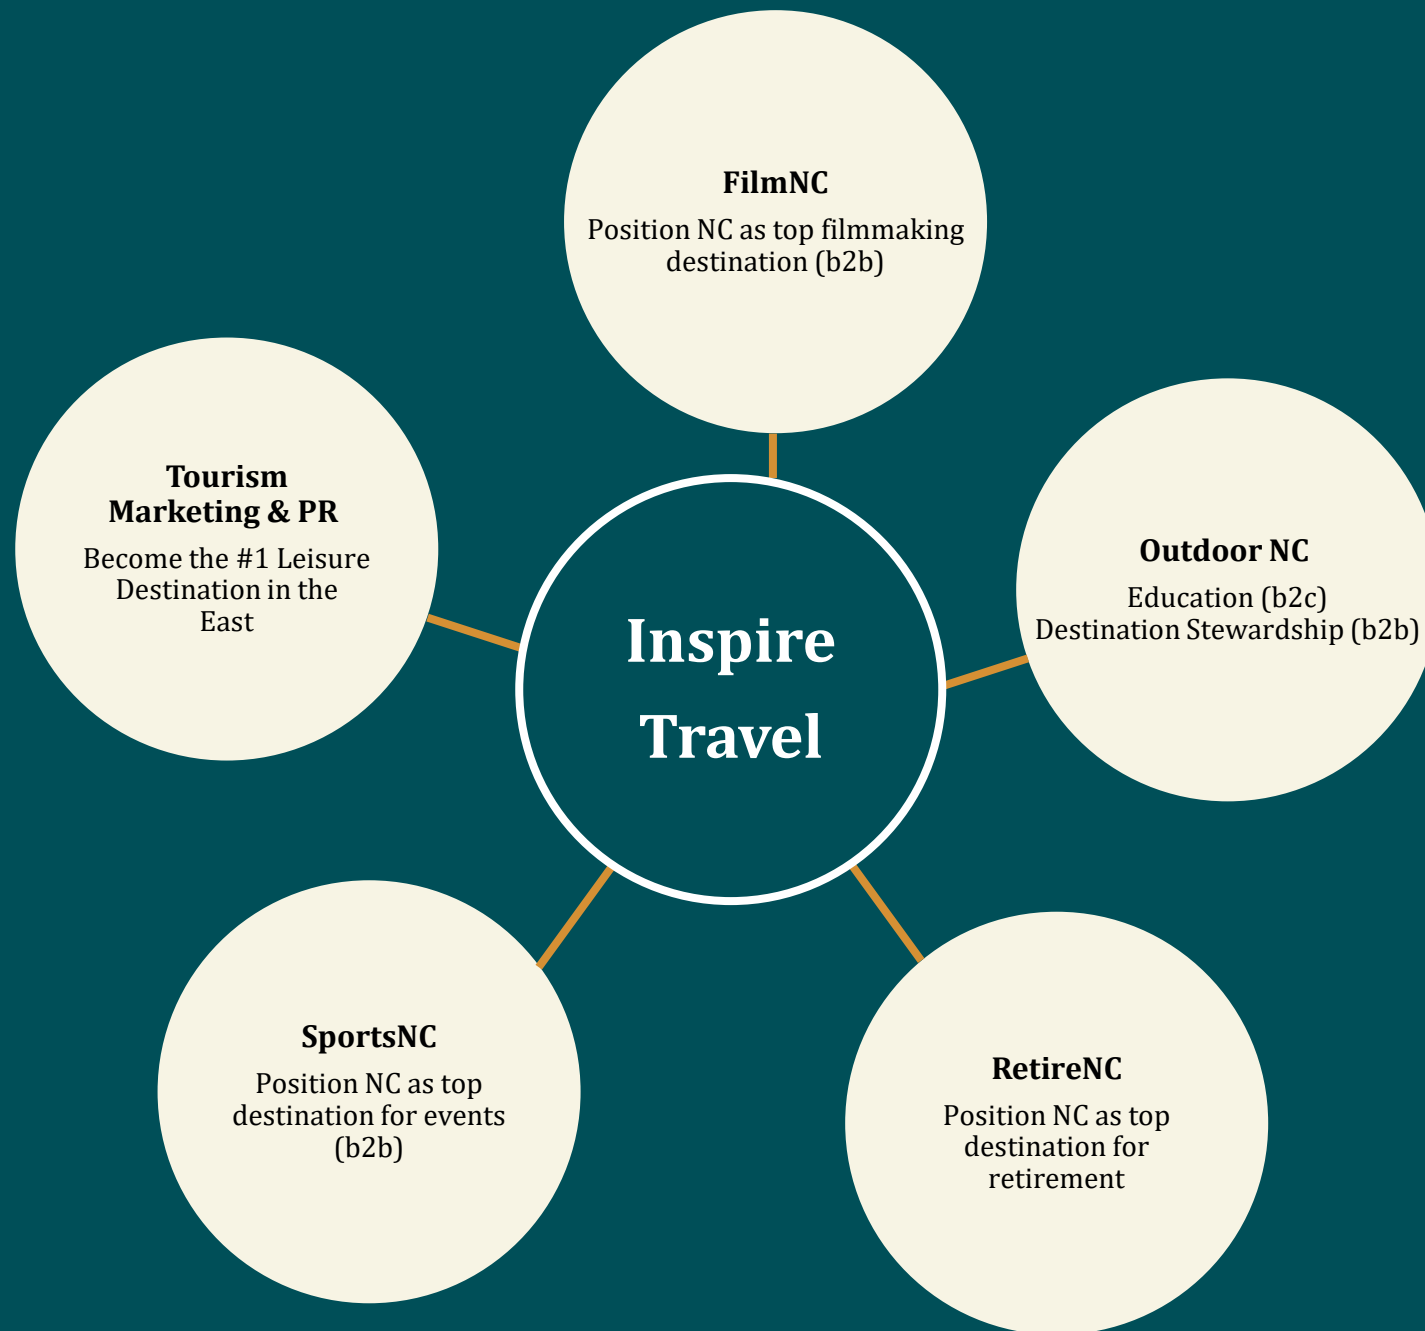 FilmNC
Position NC as top filmmaking
destination (b2b)
Tourism
Marketing & PR
Become the #1 Leisure
Destination in the
East
Outdoor NC
Education (b2c)
Destination Stewardship (b2b)
Inspire
Travel
SportsNC
Position NC as top
destination for events
(b2b)
RetireNC
Position NC as top
destination for
retirement